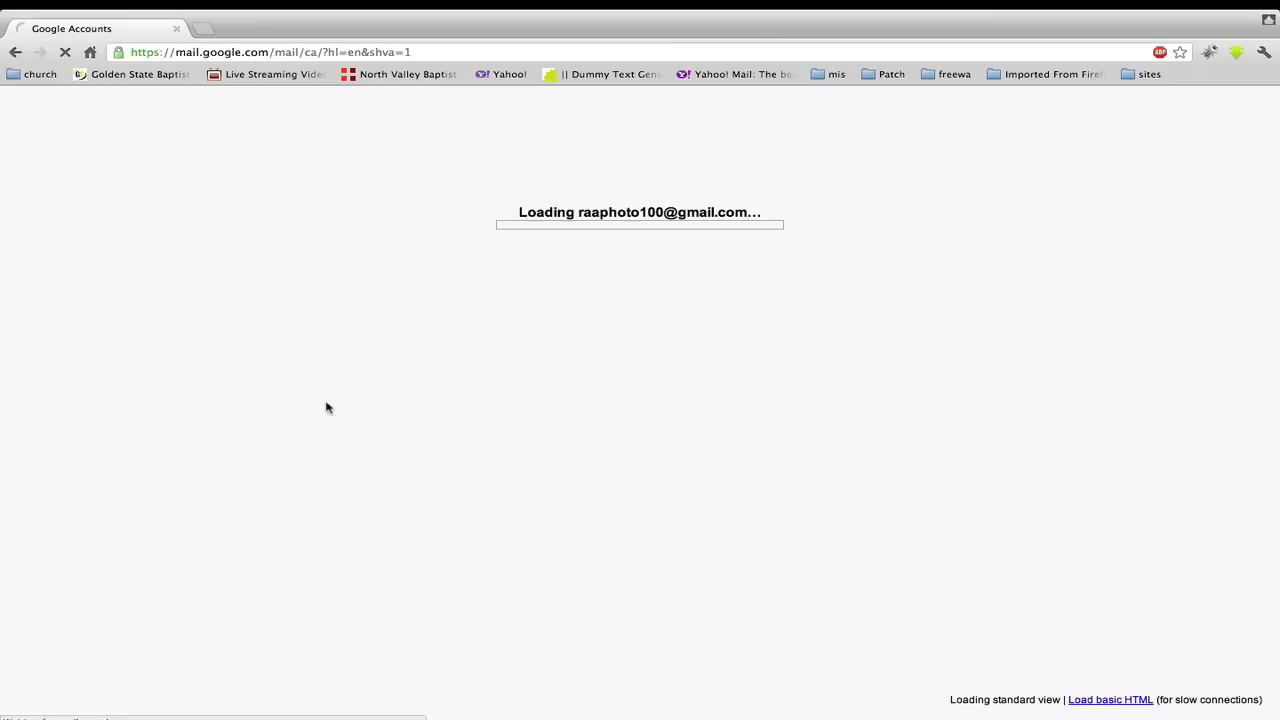 Google Accounts
https://mail.google.com/mail/ca/?hl=en&shva=1
ABP
church Golden State Baptist Live Streaming Vide North Valley Baptist Yahoo! || Dummy Text Gene Yahoo! Mail: The be mis Patch freewa Imported From Firef sites
Loading raaphoto100@gmail.com...
Loading standard view | Load basic HTML (for slow connections)